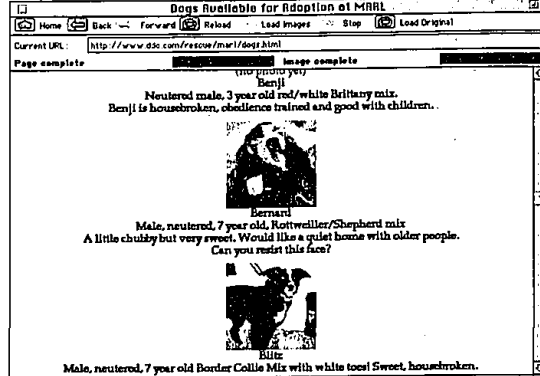 Dogs Available for Adoption at MARL
Home Back Forward Reload Load Images Stop Load Original
Current URL: http://www.ddc.com/rescue/marl/dogs.html
Page complete Image complete
(no photo yet)
Benji
Neutered male, 3 year old red/white Brittany mix.
Benji is housebroken, obedience trained and good with children.
Bernard
Male, neutered, 7 year old, Rottweiller/Shepherd mix
A little chubby but very sweet. Would like a quiet home with older people.
Can you resist this face?
Blitz
Male, neutered, 7 year old Border Collie Mix with white toes! Sweet, housebroken.